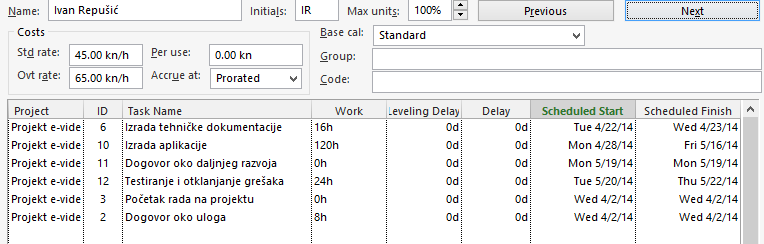 Name: Ivan Repušić Initials: IR Max units: 100% Previous Next
Costs Base cal: Standard
Std rate: 45.00 kn/h Per use: 0.00 kn Group:
Ovt rate: 65.00 kn/h Accrue at: Prorated Code:
Project ID Task Name Work Leveling Delay Delay Scheduled Start Scheduled Finish
Projekt e-vide 6 Izrada tehničke dokumentacije 16h 0d 0d Tue 4/22/14 Wed 4/23/14
Projekt e-vide 10 Izrada aplikacije 120h 0d 0d Mon 4/28/14 Fri 5/16/14
Projekt e-vide 11 Dogovor oko daljnjeg razvoja 0h 0d 0d Mon 5/19/14 Mon 5/19/14
Projekt e-vide 12 Testiranje i otklanjanje grešaka 24h 0d 0d Tue 5/20/14 Thu 5/22/14
Projekt e-vide 3 Početak rada na projektu 0h 0d 0d Wed 4/2/14 Wed 4/2/14
Projekt e-vide 2 Dogovor oko uloga 8h 0d 0d Wed 4/2/14 Wed 4/2/14